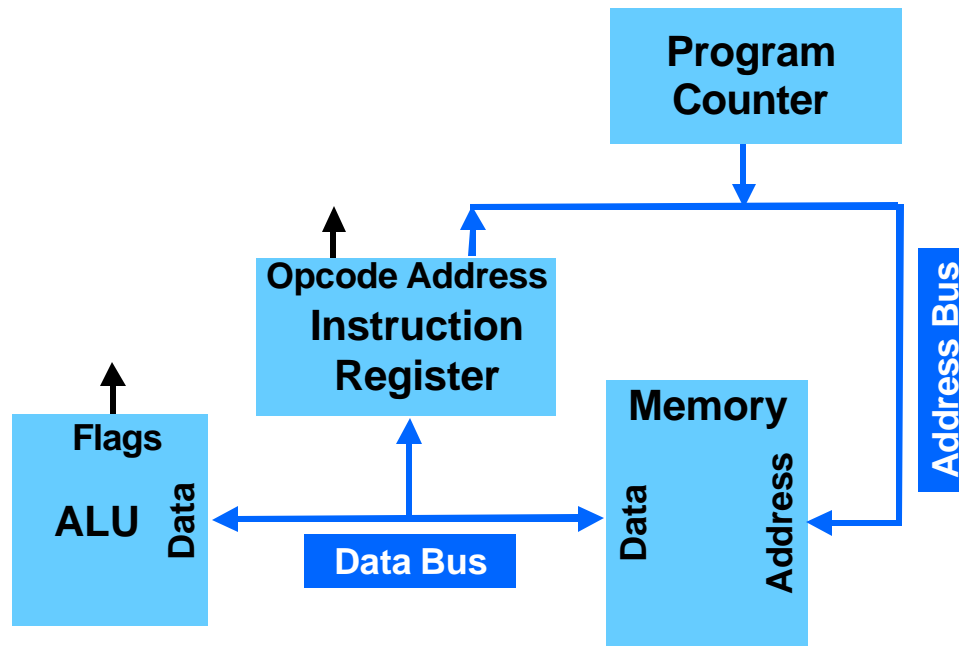 Program
Counter
Opcode Address
Instruction
Register
Address Bus
Memory
Data
Address
Flags
ALU
Data
Data Bus